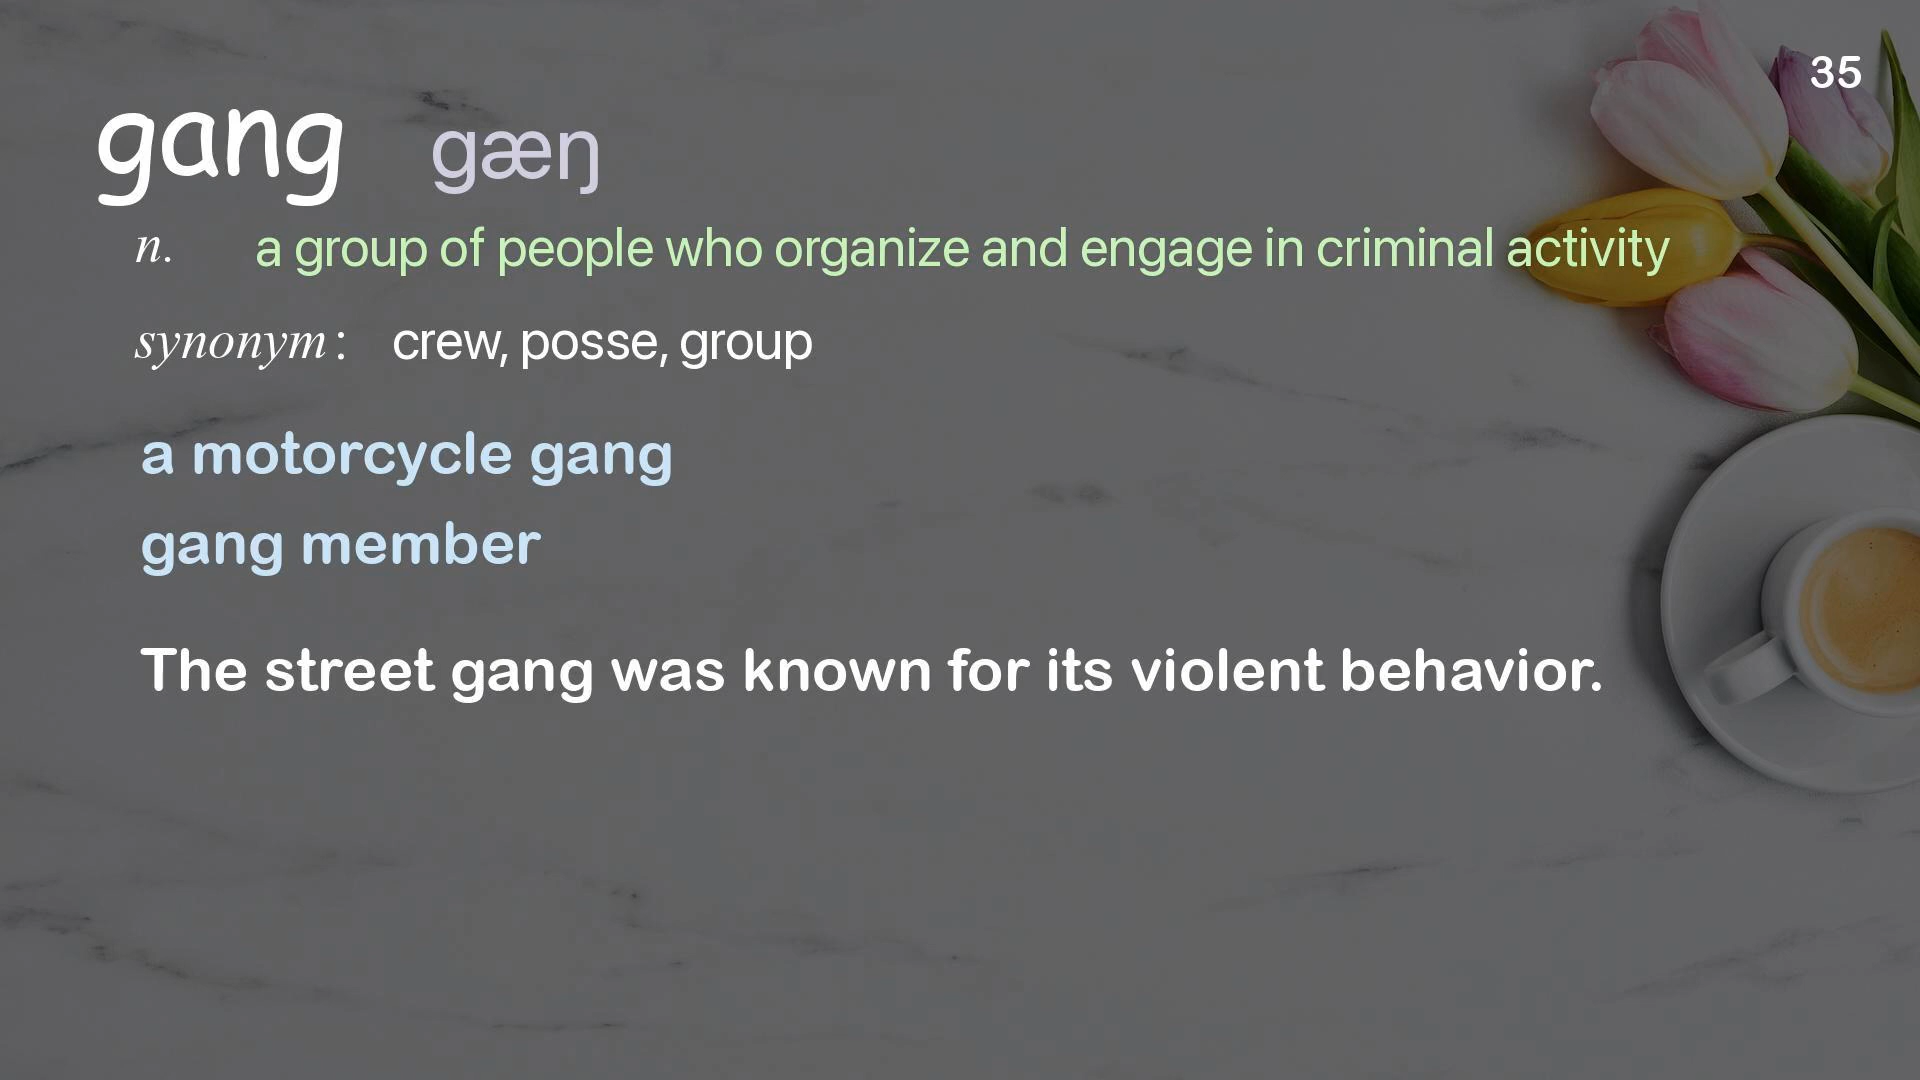 35
gang gæŋ
n. a group of people who organize and engage in criminal activity
synonym: crew, posse, group
a motorcycle gang
gang member
The street gang was known for its violent behavior.